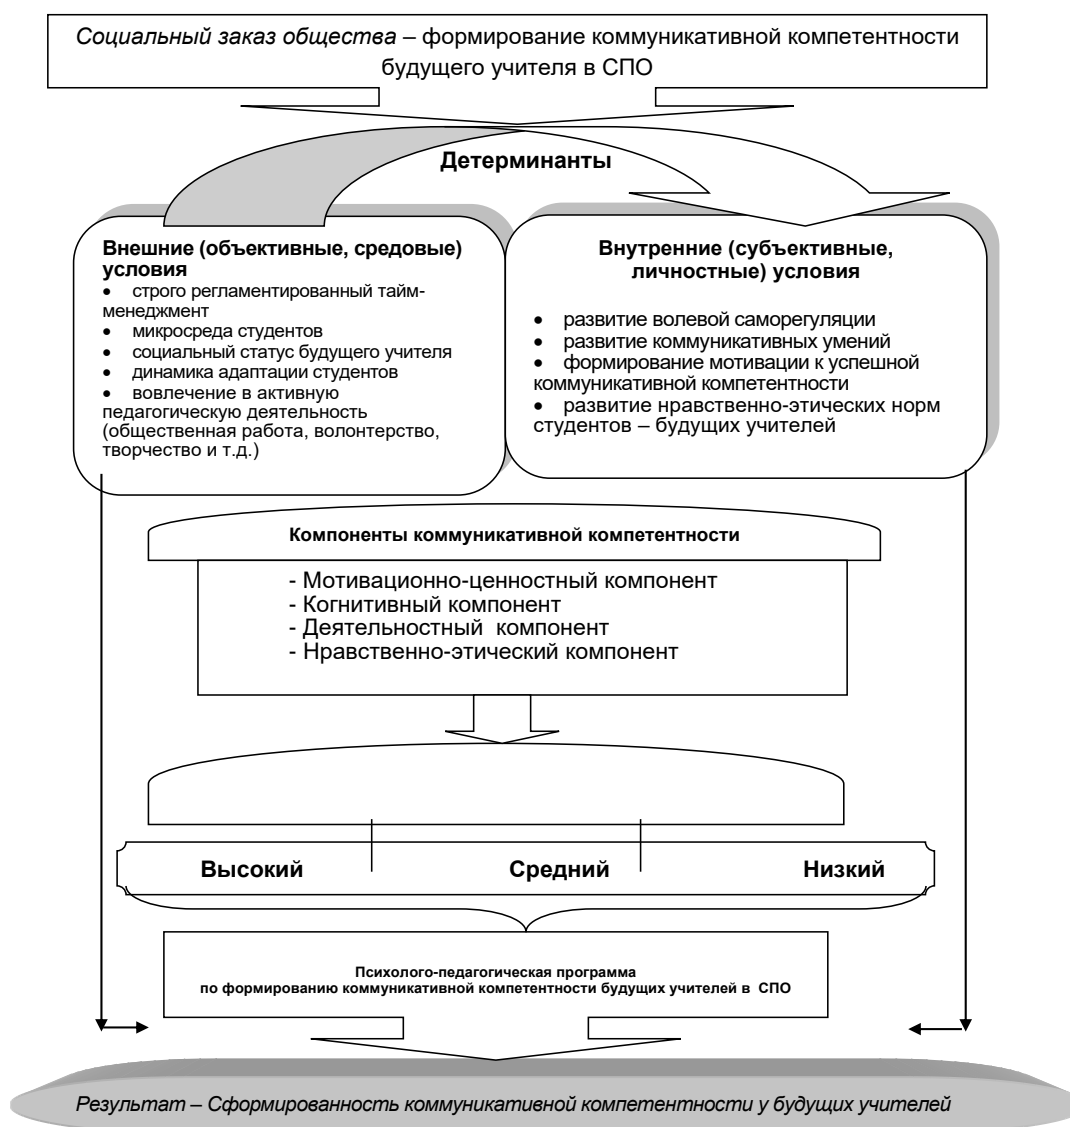 Социальный заказ общества – формирование коммуникативной компетентности
будущего учителя в СПО
Детерминанты
Внешние (объективные, средовые)
условия
• строго регламентированный тайм-
менеджмент
• микросреда студентов
• социальный статус будущего учителя
• динамика адаптации студентов
• вовлечение в активную
педагогическую деятельность
(общественная работа, волонтерство,
творчество и т.д.)
Внутренние (субъективные,
личностные) условия
• развитие волевой саморегуляции
• развитие коммуникативных умений
• формирование мотивации к успешной
коммуникативной компетентности
• развитие нравственно-этических норм
студентов – будущих учителей
Компоненты коммуникативной компетентности
- Мотивационно-ценностный компонент
- Когнитивный компонент
- Деятельностный компонент
- Нравственно-этический компонент
Высокий Средний Низкий
Психолого-педагогическая программа
по формированию коммуникативной компетентности будущих учителей в СПО
Результат – Сформированность коммуникативной компетентности у будущих учителей